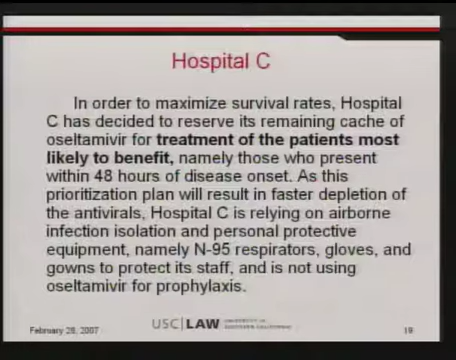 Hospital C
In order to maximize survival rates, Hospital
C has decided to reserve its remaining cache of
oseltamivir for treatment of the patients most
likely to benefit, namely those who present
within 48 hours of disease onset. As this
prioritization plan will result in faster depletion of
the antivirals, Hospital C is relying on airborne
infection isolation and personal protective
equipment, namely N-95 respirators, gloves, and
gowns to protect its staff, and is not using
oseltamivir for prophylaxis.
February 28, 2007
USC LAW
19